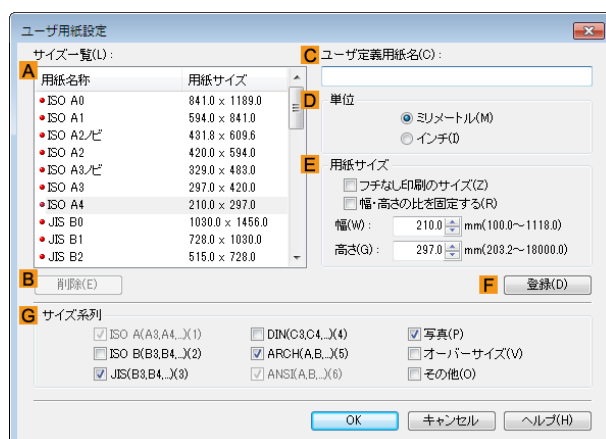 ユーザ用紙設定
A サイズ一覧(L):
用紙名称 用紙サイズ
ISO A0 841.0 x 1189.0
ISO A1 594.0 x 841.0
ISO A2ノビ 431.8 x 609.6
ISO A2 420.0 x 594.0
ISO A3ノビ 329.0 x 483.0
ISO A3 297.0 x 420.0
ISO A4 210.0 x 297.0
JIS B0 1030.0 x 1456.0
JIS B1 728.0 x 1030.0
JIS B2 515.0 x 728.0
B 削除(E)
C ユーザ定義用紙名(C):
D 単位
ミリメートル(M)
インチ(I)
E 用紙サイズ
フチなし印刷のサイズ(Z)
幅・高さの比を固定する(R)
幅(W): 210.0 mm(100.0~1118.0)
高さ(G): 297.0 mm(203.2~18000.0)
F 登録(D)
G サイズ系列
ISO A(A3,A4,..)(1) DIN(C3,C4,..)(4) 写真(P)
ISO B(B3,B4,..)(2) ARCH(A,B,..)(5) オーバーサイズ(V)
JIS(B3,B4,..)(3) ANSI(A,B,..)(6) その他(O)
OK キャンセル ヘルプ(H)